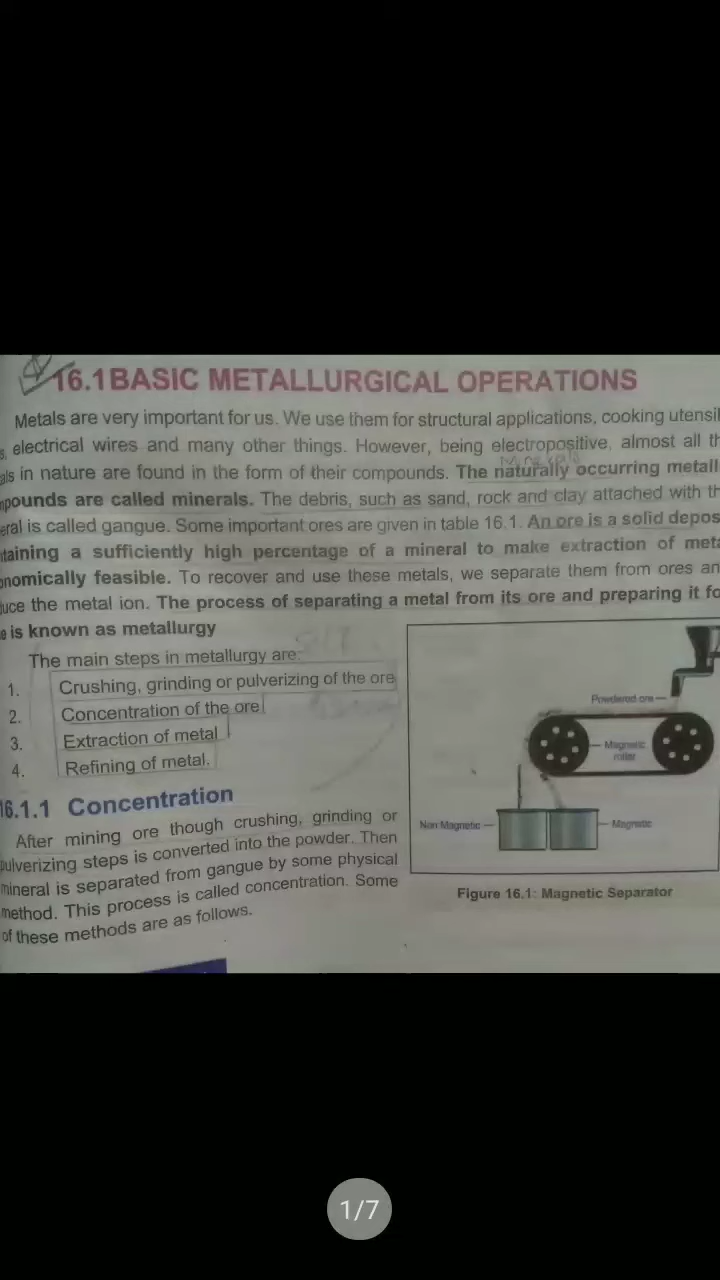 16.1BASIC METALLURGICAL OPERATIONS
Metals are very important for us. We use them for structural applications, cooking utensil
s, electrical wires and many other things. However, being electropositive, almost all th
als in nature are found in the form of their compounds. The naturally occurring metall
mpounds are called minerals. The debris, such as sand, rock and clay attached with th
eral is called gangue. Some important ores are given in table 16.1. An ore is a solid depos
ntaining a sufficiently high percentage of a mineral to make extraction of meta
onomically feasible. To recover and use these metals, we separate them from ores an
uce the metal ion. The process of separating a metal from its ore and preparing it fo
e is known as metallurgy
The main steps in metallurgy are:
1. Crushing, grinding or pulverizing of the ore
2. Concentration of the ore
3. Extraction of metal
4. Refining of metal.
16.1.1 Concentration
After mining ore though crushing, grinding or
pulverizing steps is converted into the powder. Then
mineral is separated from gangue by some physical
method. This process is called concentration. Some
of these methods are as follows.
Powdered ore
Magnetic
roller
Non Magnetic
Magnetic
Figure 16.1: Magnetic Separator
1/7